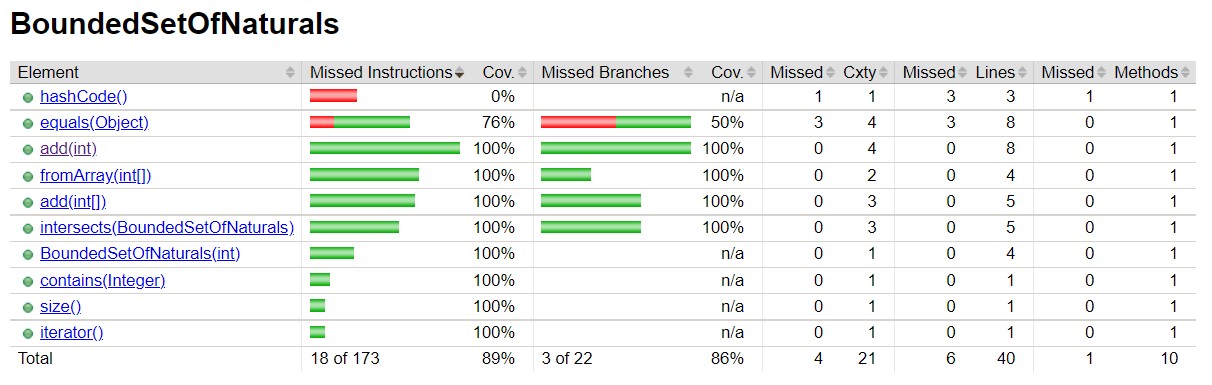 BoundedSetOfNaturals
Element Missed Instructions Cov. Missed Branches Cov. Missed Cxty Missed Lines Missed Methods
hashCode() 0% n/a 1 1 3 3 1 1
equals(Object) 76% 50% 3 4 3 8 0 1
add(int) 100% 100% 0 4 0 8 0 1
fromArray(int[]) 100% 100% 0 2 0 4 0 1
add(int[]) 100% 100% 0 3 0 5 0 1
intersects(BoundedSetOfNaturals) 100% 100% 0 3 0 5 0 1
BoundedSetOfNaturals(int) 100% n/a 0 1 0 4 0 1
contains(Integer) 100% n/a 0 1 0 1 0 1
size() 100% n/a 0 1 0 1 0 1
iterator() 100% n/a 0 1 0 1 0 1
Total 18 of 173 89% 3 of 22 86% 4 21 6 40 1 10